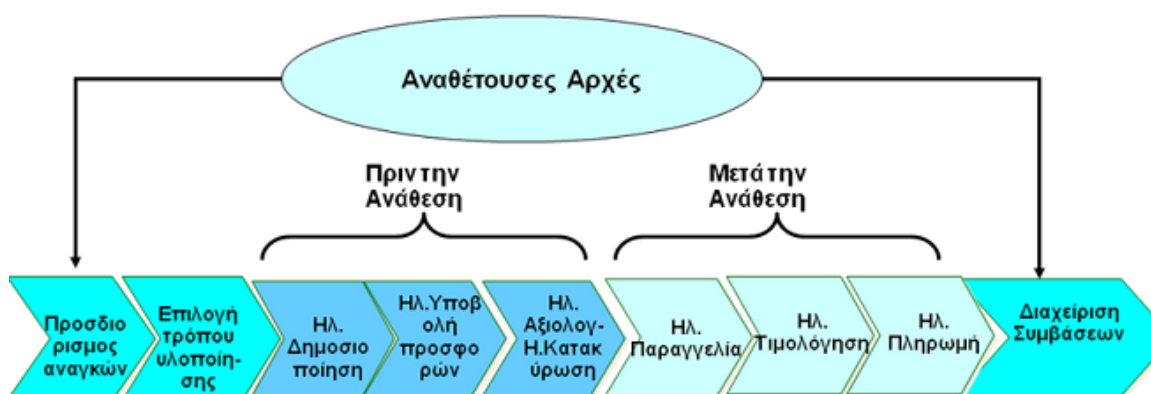 Αναθέτουσες Αρχές
Πριν την
Ανάθεση
Μετά την
Ανάθεση
Προσδιο
ρισμος
αναγκών
Επιλογή
τρόπου
υλοποίη-
σης
Ηλ.
Δημοσιο
ποίηση
Ηλ.Υποβ
ολή
προσφο
ρών
Ηλ.
Αξιολογ-
Η.Κατακ
ύρωση
Ηλ.
Παραγγελία
Ηλ.
Τιμολόγηση
Ηλ.
Πληρωμή
Διαχείριση
Συμβάσεων